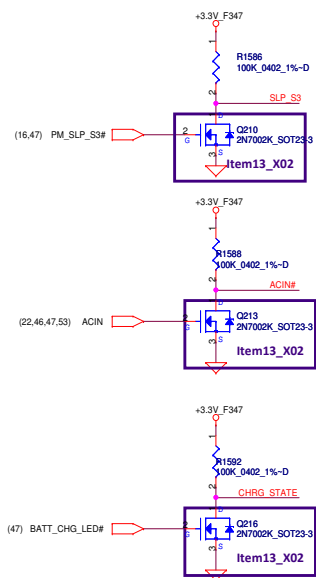 +3.3V_F347
1
R1586
100K_0402_1%~D
2
SLP_S3
1
D
(16,47) PM_SLP_S3#
2
G
Q210
2N7002K_SOT23-3
3
S
Item13_X02
+3.3V_F347
1
R1588
100K_0402_1%~D
2
ACIN#
1
D
(22,46,47,53) ACIN
2
G
Q213
2N7002K_SOT23-3
3
S
Item13_X02
+3.3V_F347
1
R1592
100K_0402_1%~D
2
CHRG_STATE
1
D
(47) BATT_CHG_LED#
2
G
Q216
2N7002K_SOT23-3
3
S
Item13_X02